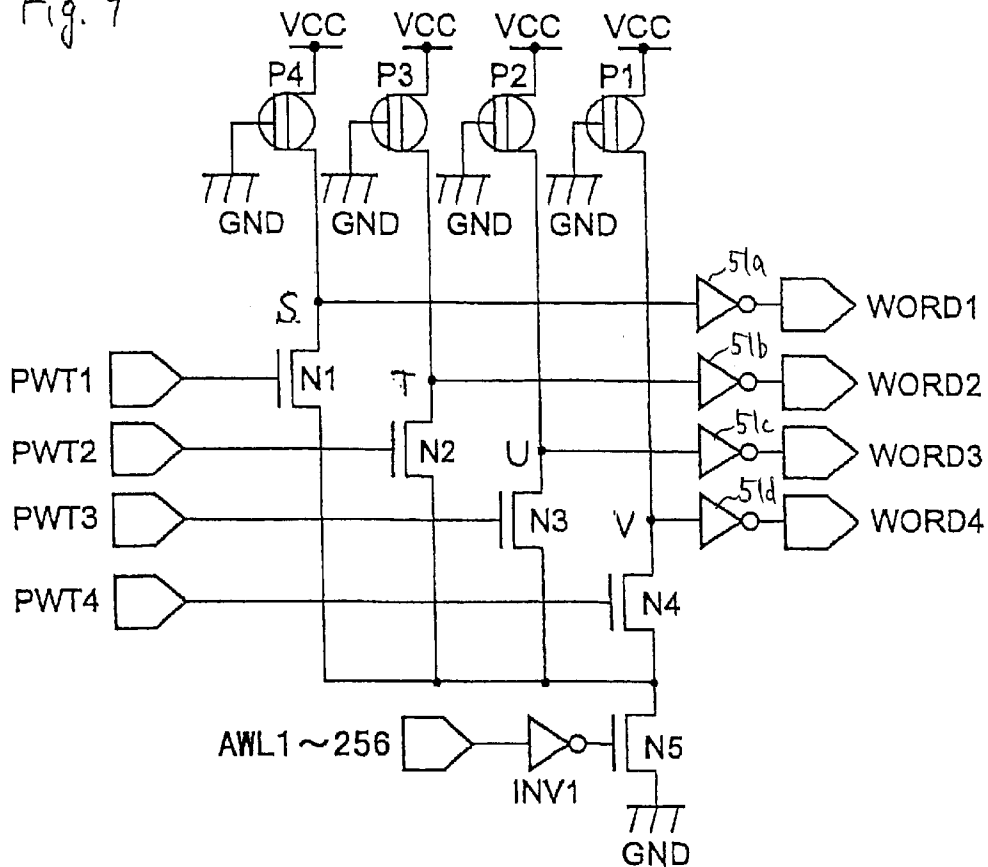 Fig. 7
VCC VCC VCC VCC
P4 P3 P2 P1
GND GND GND GND
51a
S WORD1
PWT1 N1 T 51b WORD2
PWT2 N2 U 51c WORD3
PWT3 N3 V 51d WORD4
PWT4 N4
AWL1～256 N5
INV1
GND